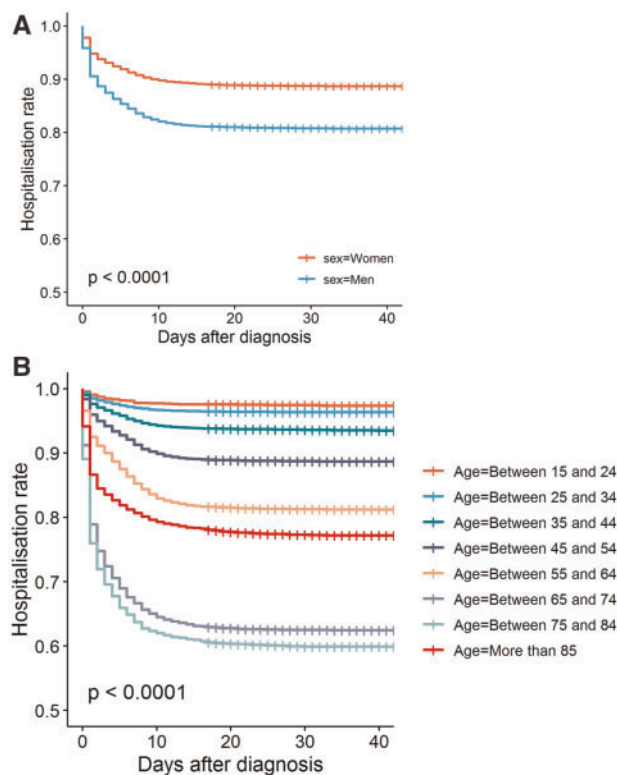 A
1.0
0.9
0.8
0.7
0.6
0.5
Hospitalisation rate
sex=Women
sex=Men
p < 0.0001
0 10 20 30 40
Days after diagnosis
B
1.0
0.9
0.8
0.7
0.6
0.5
Hospitalisation rate
p < 0.0001
0 10 20 30 40
Days after diagnosis
Age=Between 15 and 24
Age=Between 25 and 34
Age=Between 35 and 44
Age=Between 45 and 54
Age=Between 55 and 64
Age=Between 65 and 74
Age=Between 75 and 84
Age=More than 85